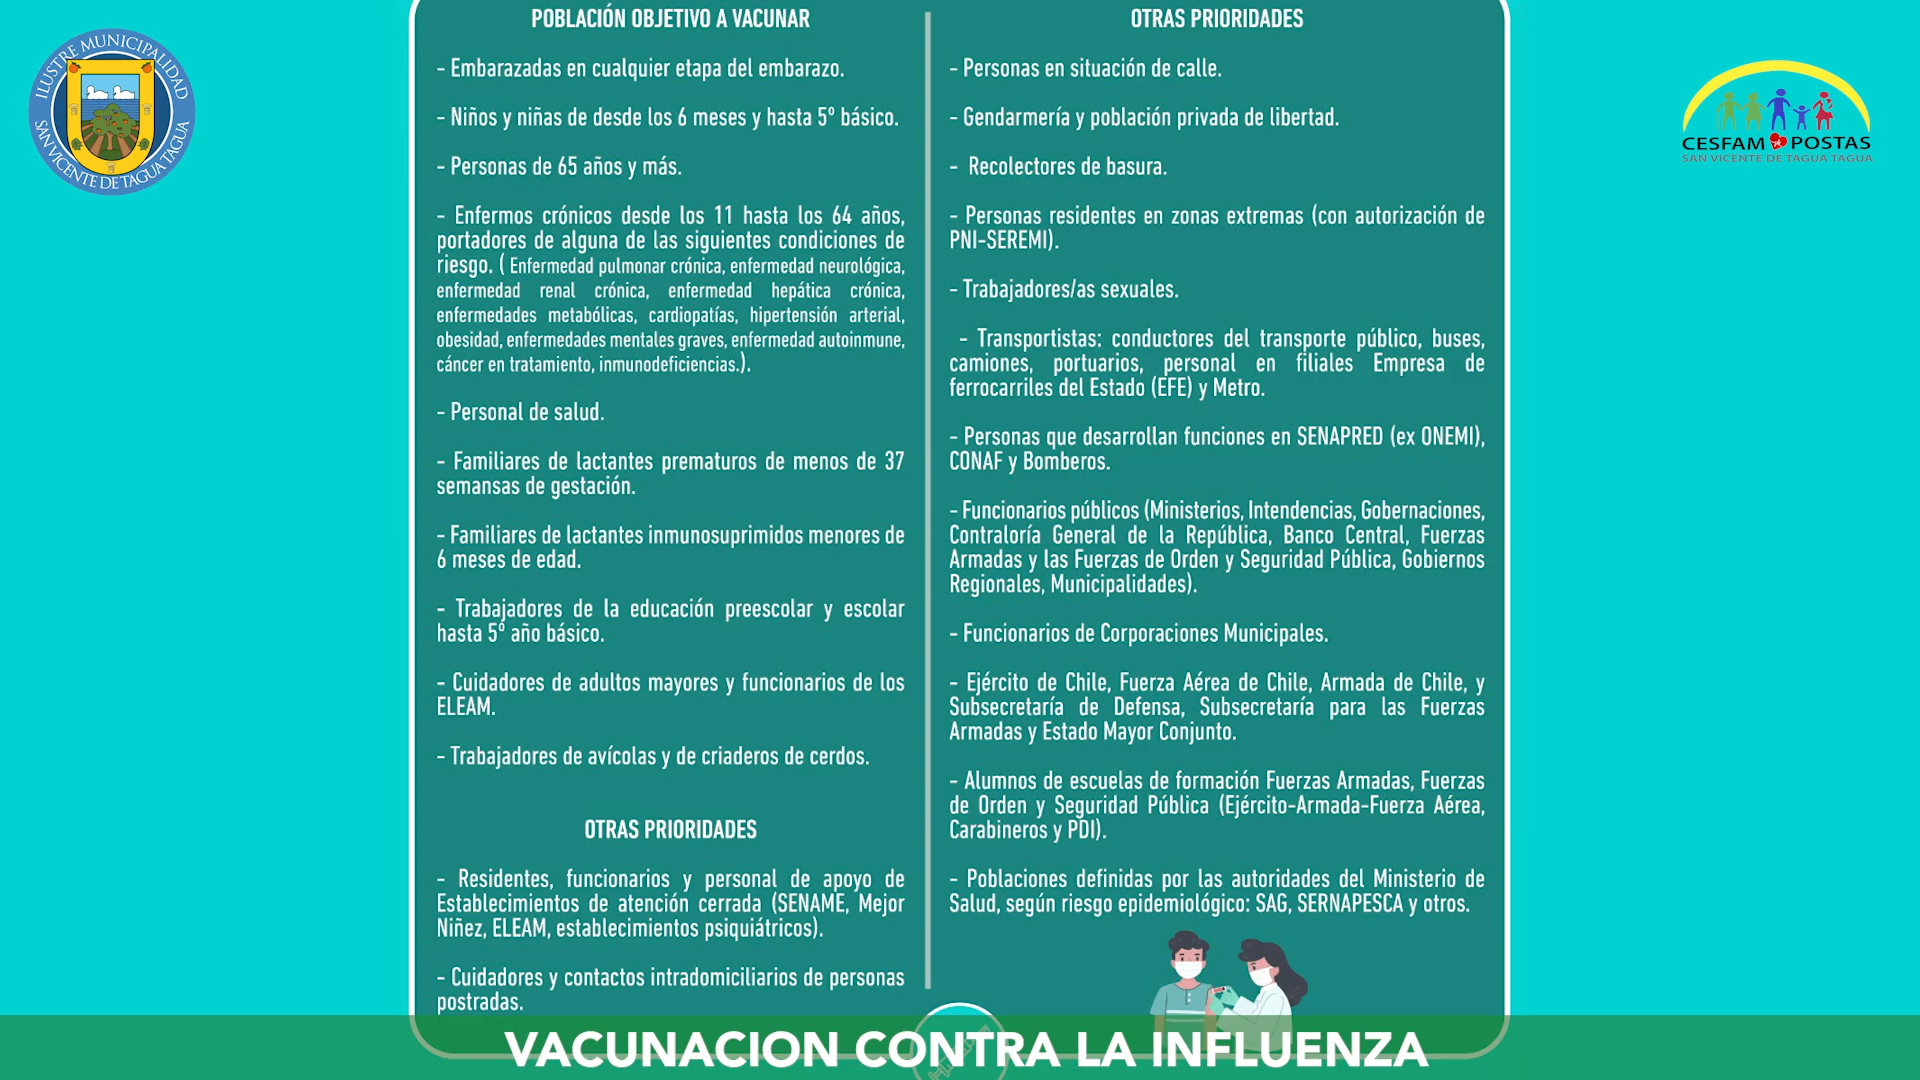 ILUSTRE MUNICIPALIDAD
SAN VICENTE DE TAGUA TAGUA
POBLACIÓN OBJETIVO A VACUNAR
- Embarazadas en cualquier etapa del embarazo.
- Niños y niñas de desde los 6 meses y hasta 5º básico.
- Personas de 65 años y más.
- Enfermos crónicos desde los 11 hasta los 64 años,
portadores de alguna de las siguientes condiciones de
riesgo. ( Enfermedad pulmonar crónica, enfermedad neurológica,
enfermedad renal crónica, enfermedad hepática crónica,
enfermedades metabólicas, cardiopatías, hipertensión arterial,
obesidad, enfermedades mentales graves, enfermedad autoinmune,
cáncer en tratamiento, inmunodeficiencias.).
- Personal de salud.
- Familiares de lactantes prematuros de menos de 37
semansas de gestación.
- Familiares de lactantes inmunosuprimidos menores de
6 meses de edad.
- Trabajadores de la educación preescolar y escolar
hasta 5º año básico.
- Cuidadores de adultos mayores y funcionarios de los
ELEAM.
- Trabajadores de avícolas y de criaderos de cerdos.
OTRAS PRIORIDADES
- Residentes, funcionarios y personal de apoyo de
Establecimientos de atención cerrada (SENAME, Mejor
Niñez, ELEAM, establecimientos psiquiátricos).
- Cuidadores y contactos intradomiciliarios de personas
postradas.
OTRAS PRIORIDADES
- Personas en situación de calle.
- Gendarmería y población privada de libertad.
- Recolectores de basura.
- Personas residentes en zonas extremas (con autorización de
PNI-SEREMI).
- Trabajadores/as sexuales.
- Transportistas: conductores del transporte público, buses,
camiones, portuarios, personal en filiales Empresa de
ferrocarriles del Estado (EFE) y Metro.
- Personas que desarrollan funciones en SENAPRED (ex ONEMI),
CONAF y Bomberos.
- Funcionarios públicos (Ministerios, Intendencias, Gobernaciones,
Contraloría General de la República, Banco Central, Fuerzas
Armadas y las Fuerzas de Orden y Seguridad Pública, Gobiernos
Regionales, Municipalidades).
- Funcionarios de Corporaciones Municipales.
- Ejército de Chile, Fuerza Aérea de Chile, Armada de Chile, y
Subsecretaría de Defensa, Subsecretaría para las Fuerzas
Armadas y Estado Mayor Conjunto.
- Alumnos de escuelas de formación Fuerzas Armadas, Fuerzas
de Orden y Seguridad Pública (Ejército-Armada-Fuerza Aérea,
Carabineros y PDI).
- Poblaciones definidas por las autoridades del Ministerio de
Salud, según riesgo epidemiológico: SAG, SERNAPESCA y otros.
CESFAM POSTAS
SAN VICENTE DE TAGUA TAGUA
VACUNACION CONTRA LA INFLUENZA